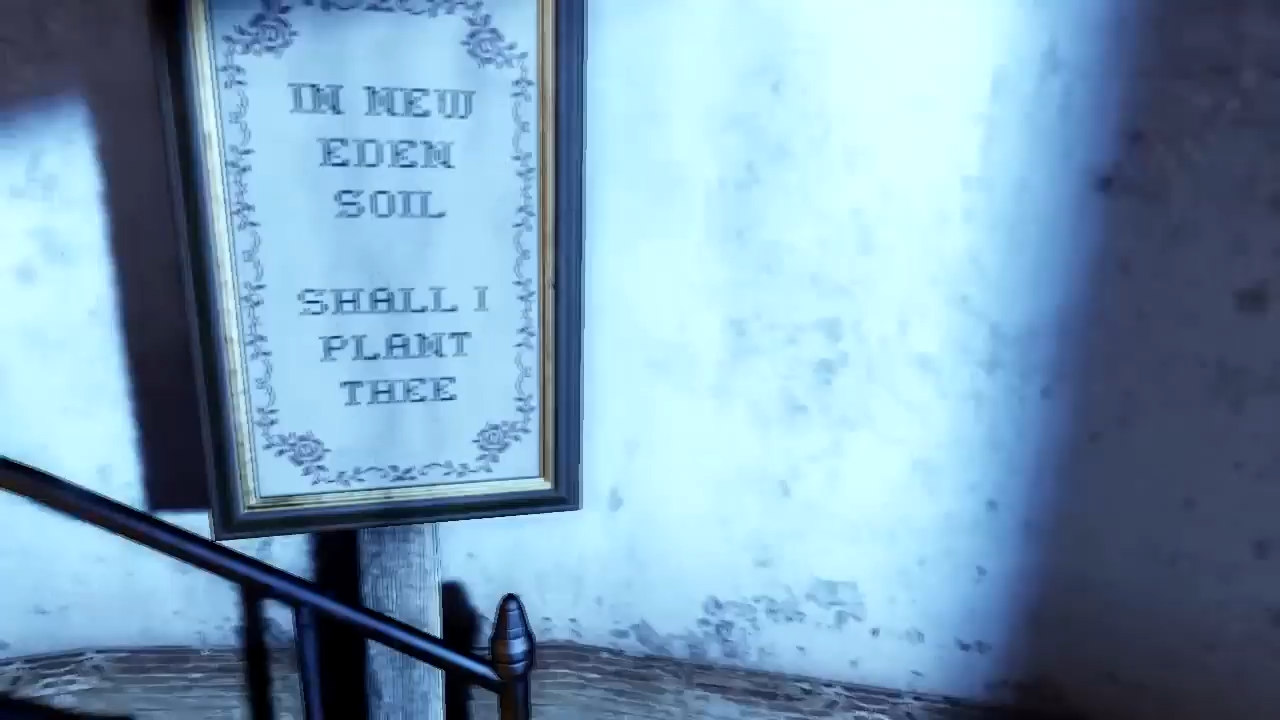 IN NEW
EDEN
SOIL
SHALL I
PLANT
THEE